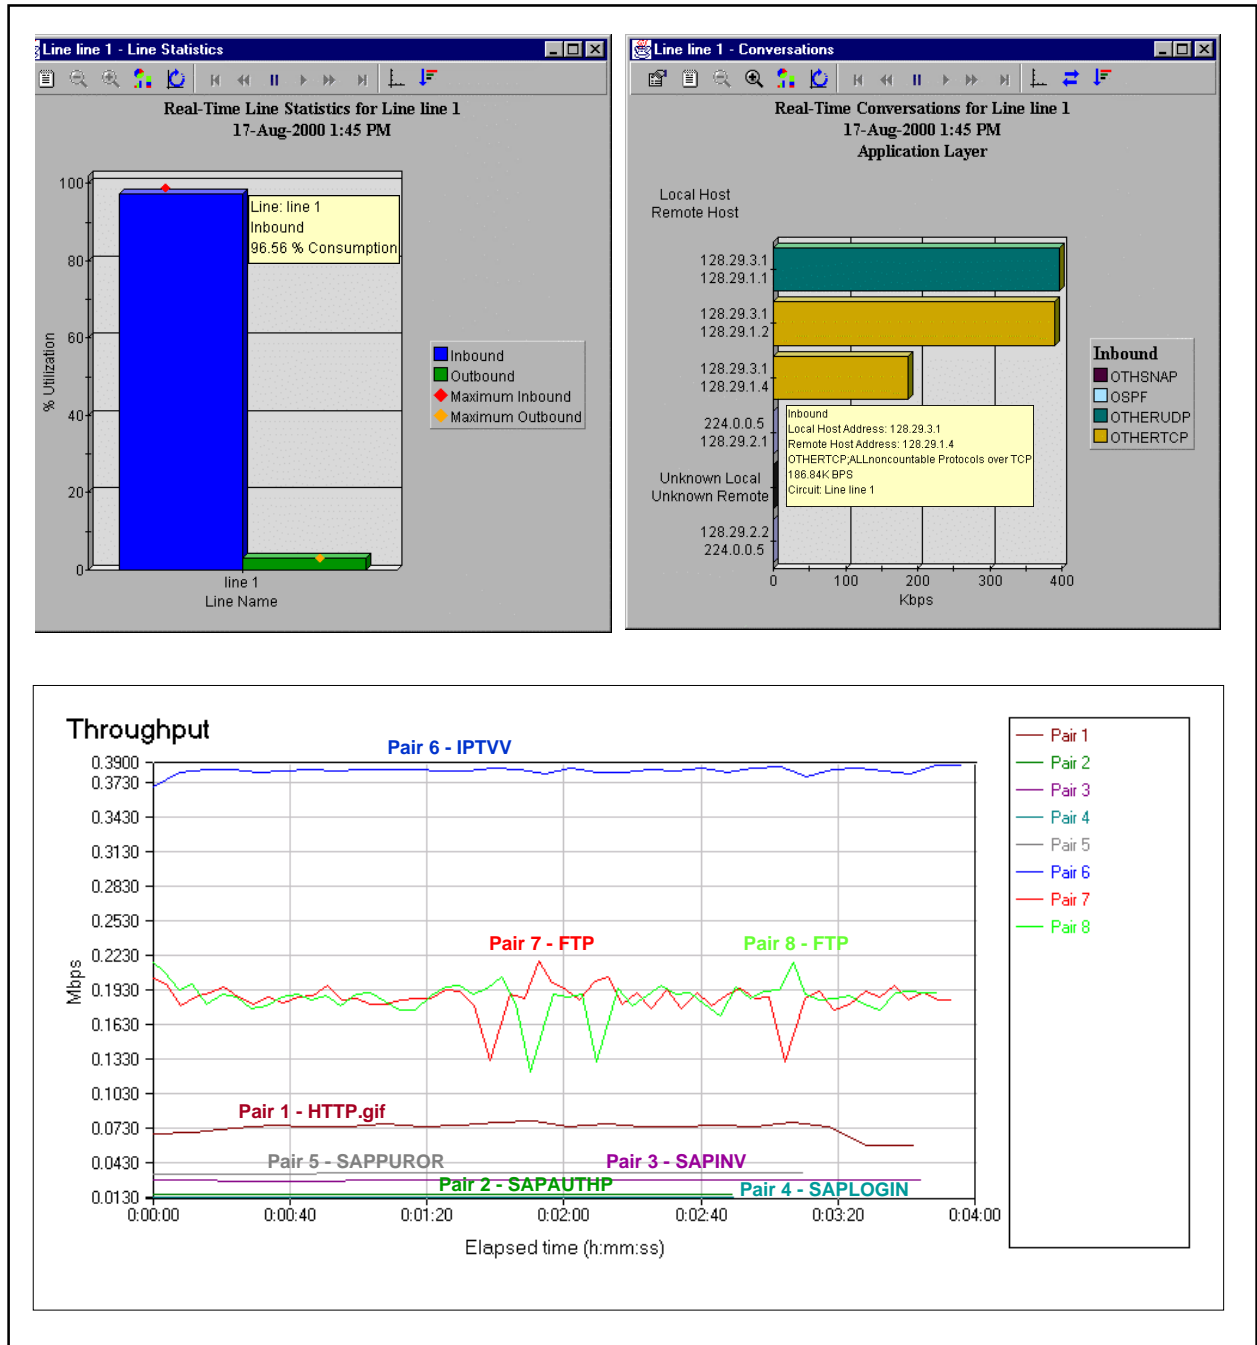 Line line 1 - Line Statistics
Real-Time Line Statistics for Line line 1
17-Aug-2000 1:45 PM
100
80
60
40
20
0
% Utilization
Line: line 1
Inbound
96.56 % Consumption
line 1
Line Name
Inbound
Outbound
Maximum Inbound
Maximum Outbound
Line line 1 - Conversations
Real-Time Conversations for Line line 1
17-Aug-2000 1:45 PM
Application Layer
Local Host
Remote Host
128.29.3.1
128.29.1.1
128.29.3.1
128.29.1.2
128.29.3.1
128.29.1.4
224.0.0.5
128.29.2.1
Unknown Local
Unknown Remote
128.29.2.2
224.0.0.5
Inbound
Local Host Address: 128.29.3.1
Remote Host Address: 128.29.1.4
OTHERTCP;ALLnoncountable Protocols over TCP
186.84K BPS
Circuit: Line line 1
0 100 200 300 400
Kbps
Inbound
OTHSNAP
OSPF
OTHERUDP
OTHERTCP
Throughput
Pair 6 - IPTVV
0.3900
0.3730
0.3430
0.3130
0.2830
0.2530
0.2230
0.1930
0.1630
0.1330
0.1030
0.0730
0.0430
0.0130
Mbps
Pair 7 - FTP
Pair 8 - FTP
Pair 1 - HTTP.gif
Pair 5 - SAPPUROR
Pair 3 - SAPINV
Pair 2 - SAPAUTHP
Pair 4 - SAPLOGIN
0:00:00 0:00:40 0:01:20 0:02:00 0:02:40 0:03:20 0:04:00
Elapsed time (h:mm:ss)
Pair 1
Pair 2
Pair 3
Pair 4
Pair 5
Pair 6
Pair 7
Pair 8